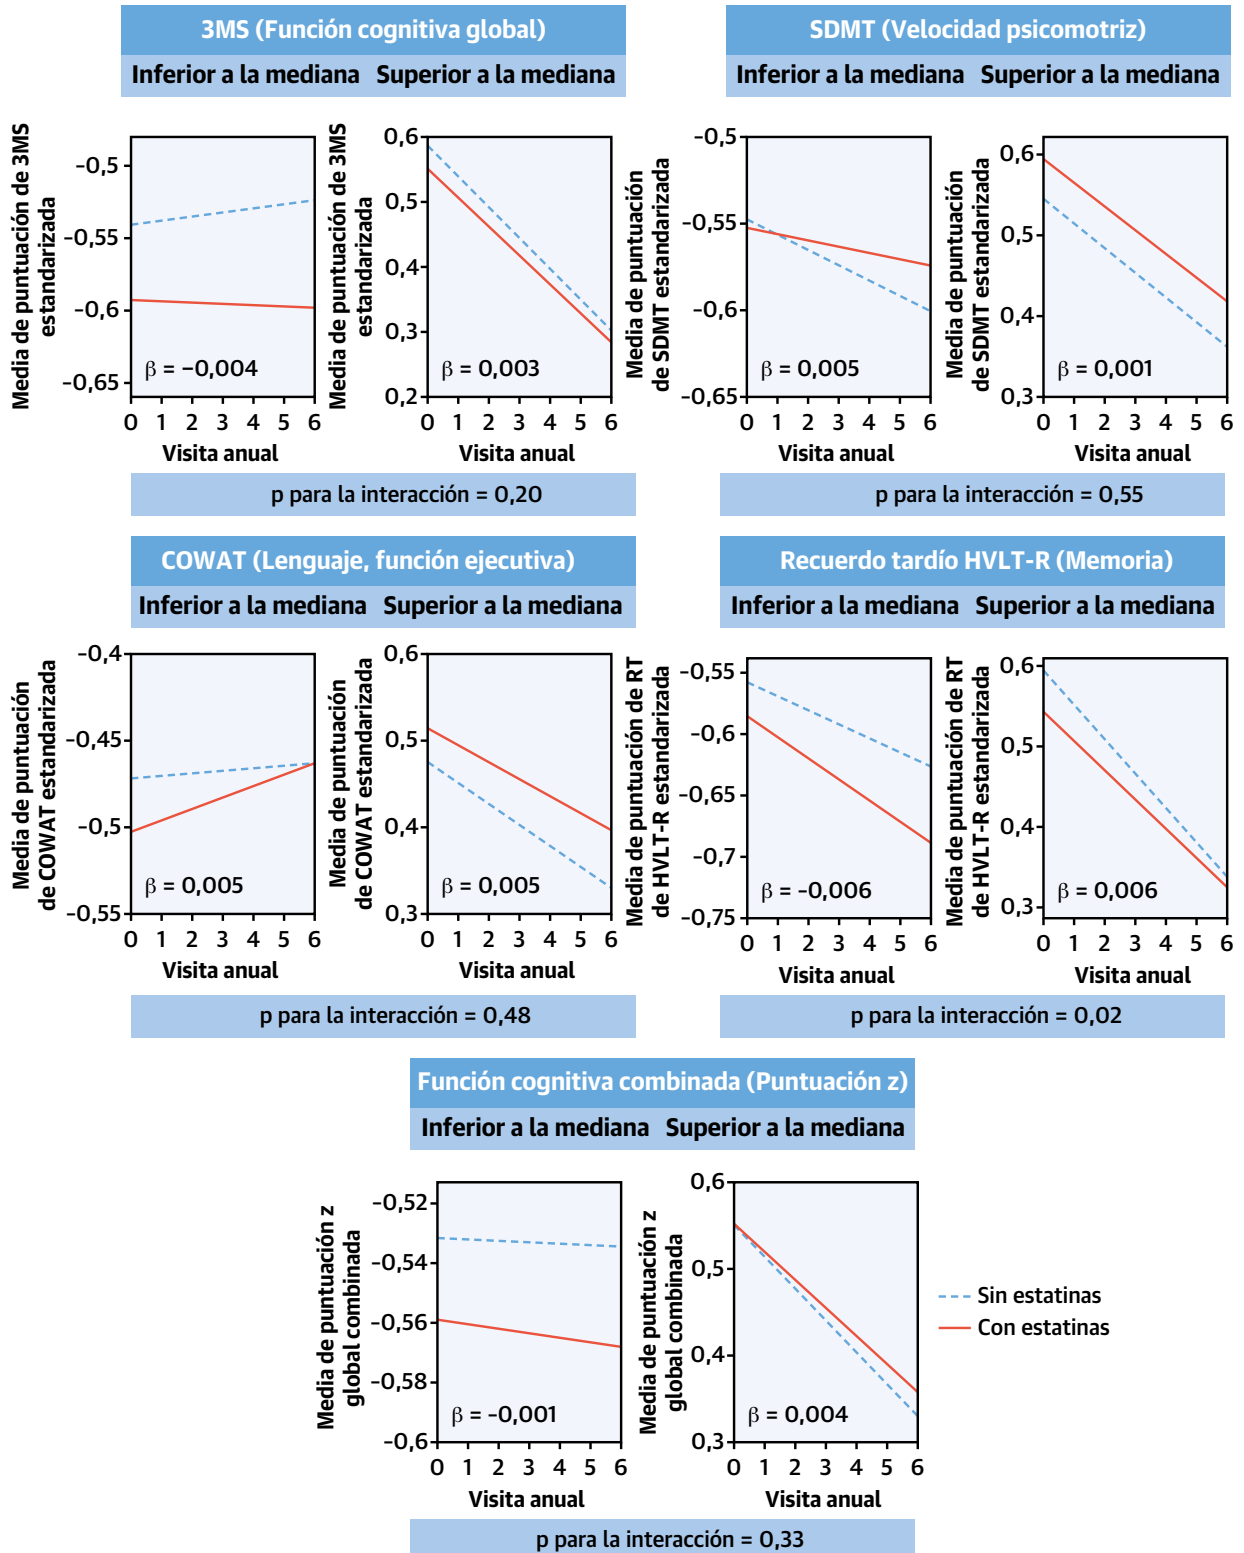 3MS (Función cognitiva global)
Inferior a la mediana Superior a la mediana
Media de puntuación de 3MS
estandarizada
−0,5
−0,55
−0,6
−0,65
β = −0,004
0 1 2 3 4 5 6
Visita anual
Media de puntuación de 3MS
estandarizada
0,6
0,5
0,4
0,3
0,2
β = 0,003
0 1 2 3 4 5 6
Visita anual
p para la interacción = 0,20
SDMT (Velocidad psicomotriz)
Inferior a la mediana Superior a la mediana
Media de puntuación
de SDMT estandarizada
−0,5
−0,55
−0,6
−0,65
β = 0,005
0 1 2 3 4 5 6
Visita anual
Media de puntuación
de SDMT estandarizada
0,6
0,5
0,4
0,3
β = 0,001
0 1 2 3 4 5 6
Visita anual
p para la interacción = 0,55
COWAT (Lenguaje, función ejecutiva)
Inferior a la mediana Superior a la mediana
Media de puntuación
de COWAT estandarizada
−0,4
−0,45
−0,5
−0,55
β = 0,005
0 1 2 3 4 5 6
Visita anual
Media de puntuación
de COWAT estandarizada
0,6
0,5
0,4
0,3
β = 0,005
0 1 2 3 4 5 6
Visita anual
p para la interacción = 0,48
Recuerdo tardío HVLT-R (Memoria)
Inferior a la mediana Superior a la mediana
Media de puntuación de RT
de HVLT-R estandarizada
−0,55
−0,6
−0,65
−0,7
−0,75
β = -0,006
0 1 2 3 4 5 6
Visita anual
Media de puntuación de RT
de HVLT-R estandarizada
0,6
0,5
0,4
0,3
β = 0,006
0 1 2 3 4 5 6
Visita anual
p para la interacción = 0,02
Función cognitiva combinada (Puntuación z)
Inferior a la mediana Superior a la mediana
Media de puntuación z
global combinada
−0,52
−0,54
−0,56
−0,58
−0,6
β = -0,001
0 1 2 3 4 5 6
Visita anual
Media de puntuación z
global combinada
0,6
0,5
0,4
0,3
β = 0,004
0 1 2 3 4 5 6
Visita anual
p para la interacción = 0,33
Sin estatinas
Con estatinas